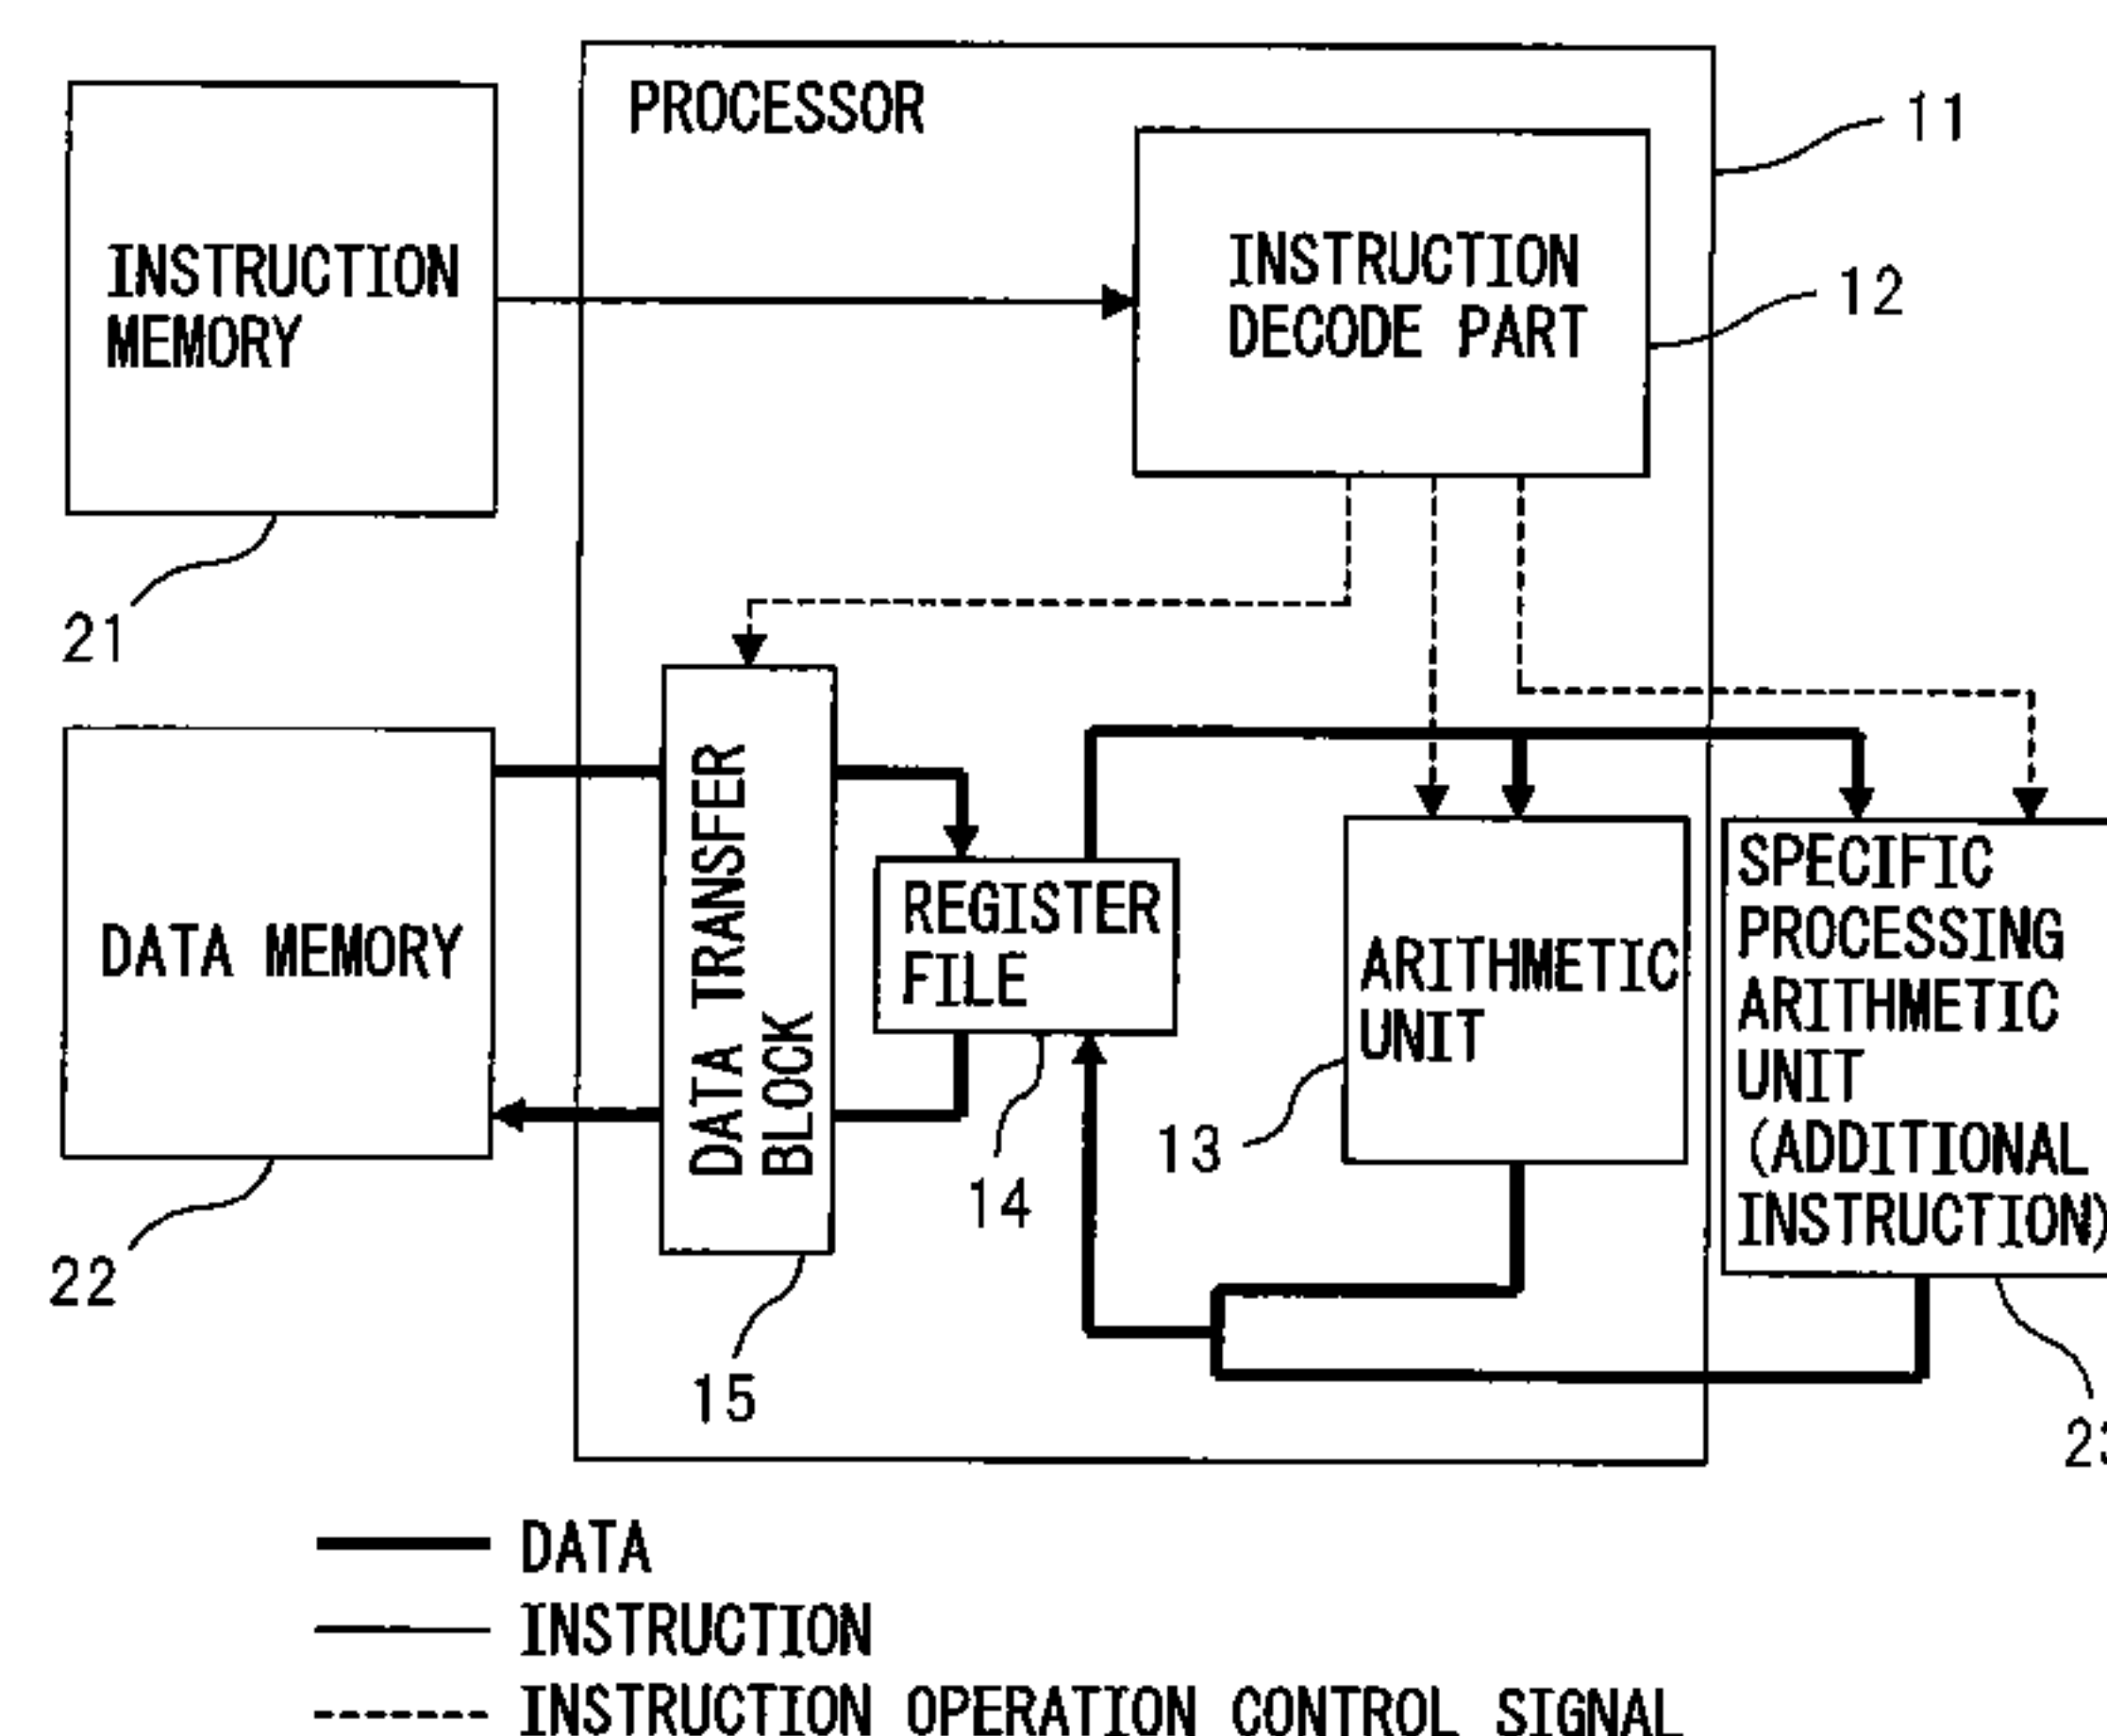 PROCESSOR
11
INSTRUCTION
MEMORY
INSTRUCTION
DECODE PART
12
21
DATA MEMORY
DATA TRANSFER
BLOCK
REGISTER
FILE
ARITHMETIC
UNIT
SPECIFIC
PROCESSING
ARITHMETIC
UNIT
(ADDITIONAL
INSTRUCTION)
13
14
22
15
DATA
INSTRUCTION
INSTRUCTION OPERATION CONTROL SIGNAL